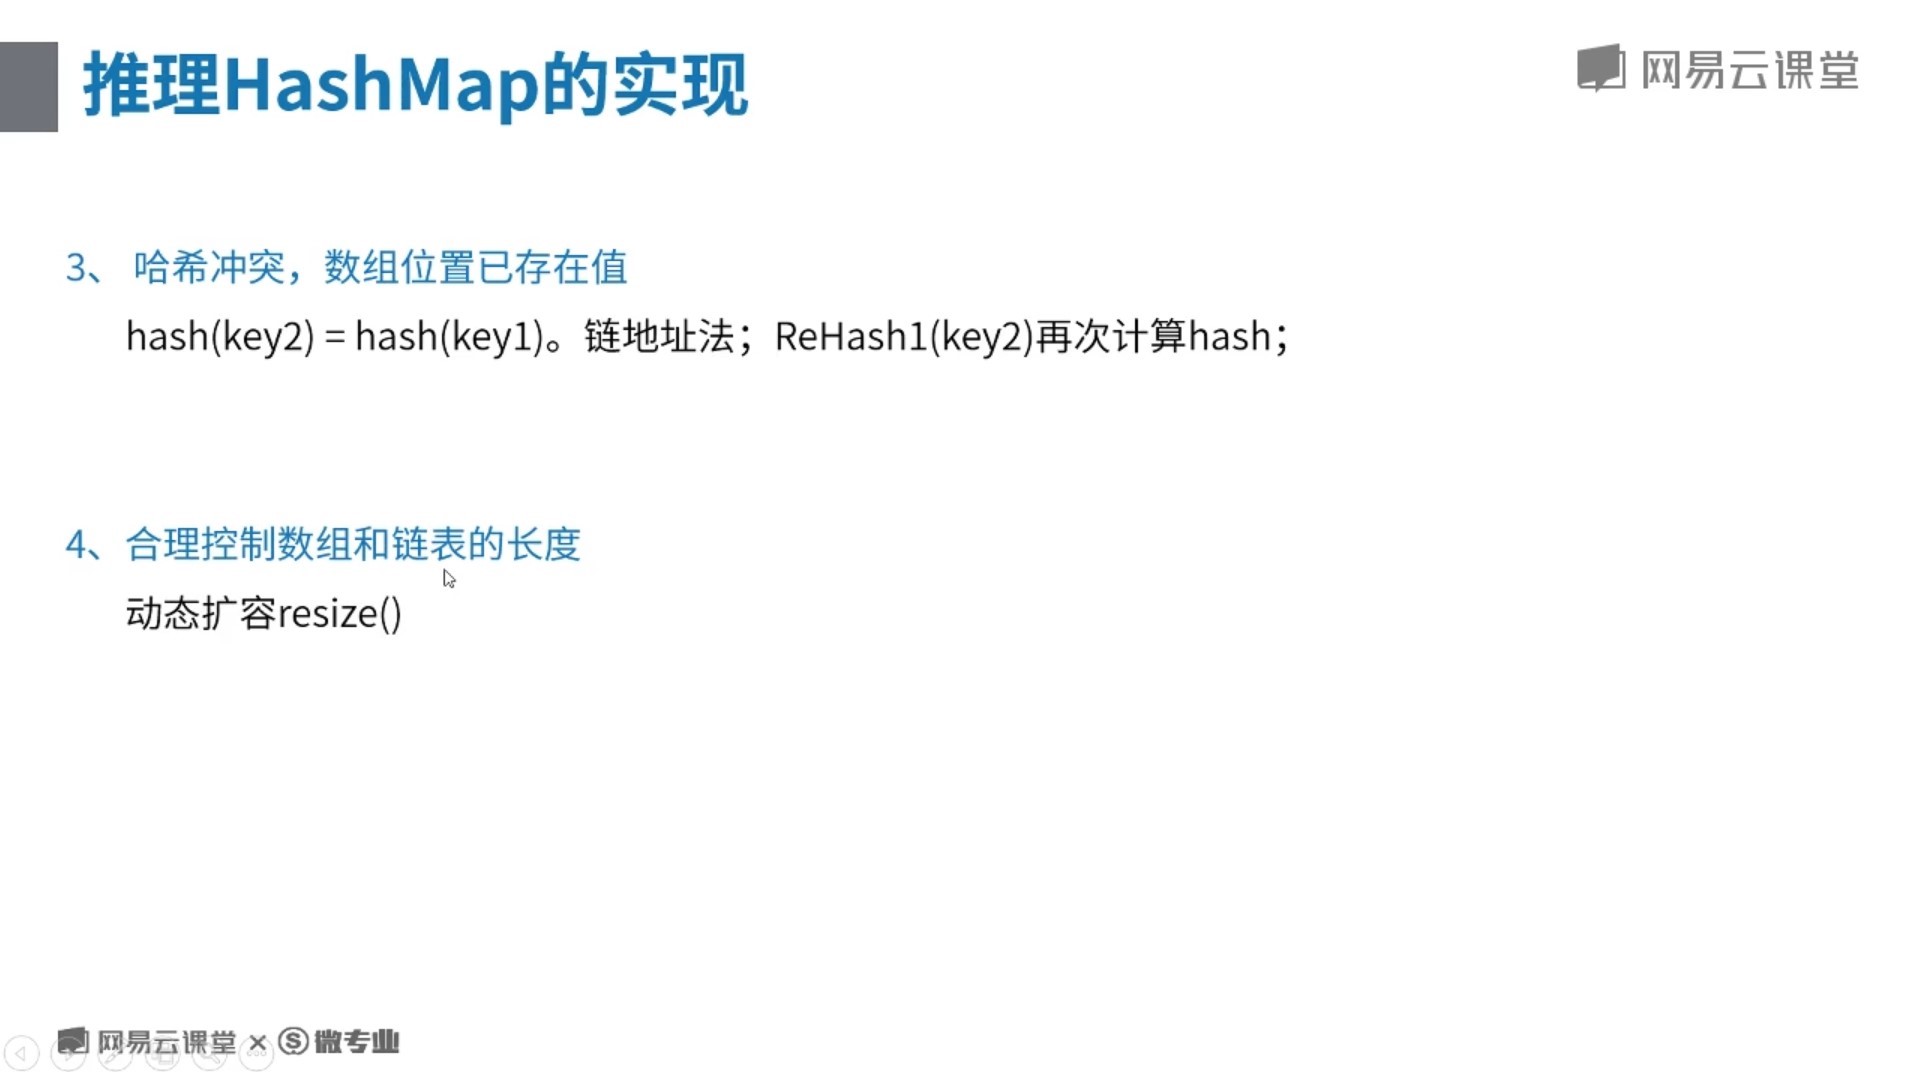 推理HashMap的实现
网易云课堂
3、 哈希冲突，数组位置已存在值
hash(key2) = hash(key1)。链地址法；ReHash1(key2)再次计算hash；
4、合理控制数组和链表的长度
动态扩容resize()
网易云课堂 × 微专业